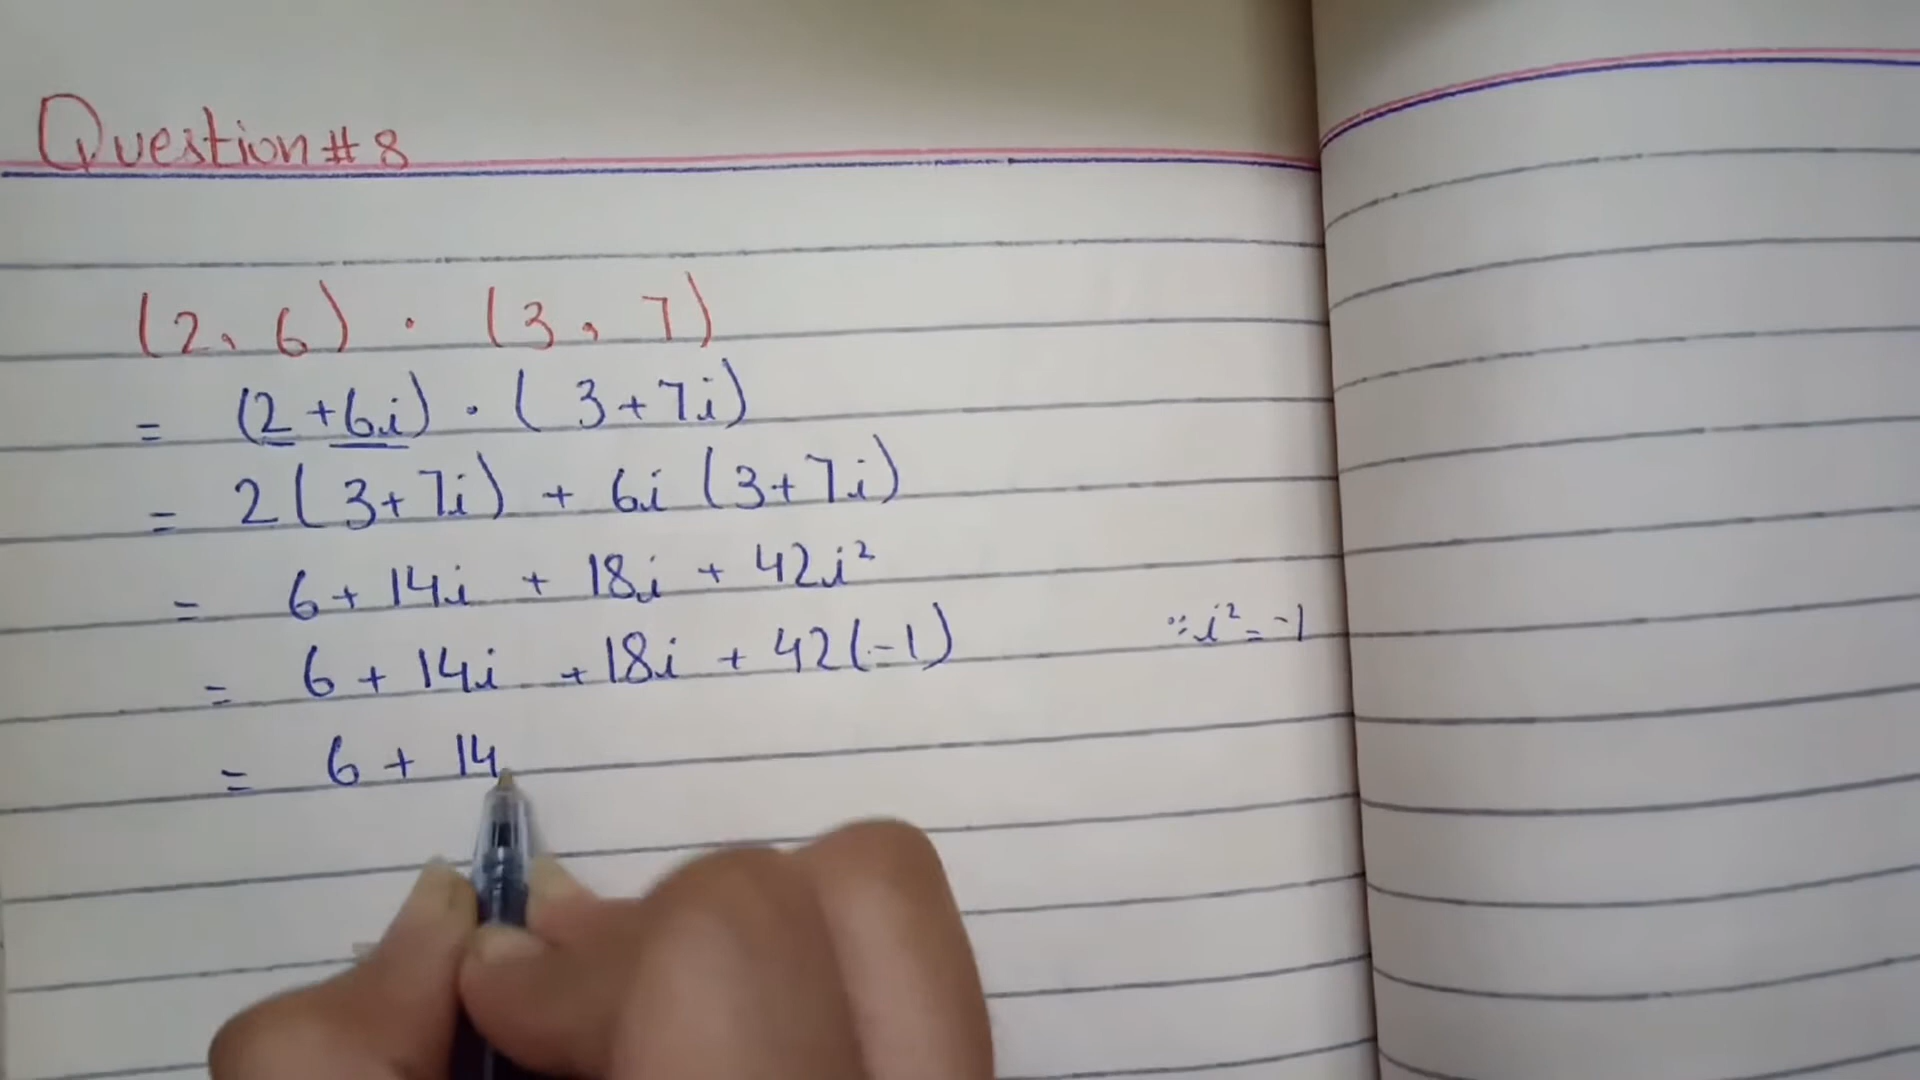 Question # 8
(2, 6) · (3, 7)
= (2 + 6i) · (3 + 7i)
= 2(3 + 7i) + 6i(3 + 7i)
= 6 + 14i + 18i + 42i²
= 6 + 14i + 18i + 42(-1) ∵ i² = -1
= 6 + 14